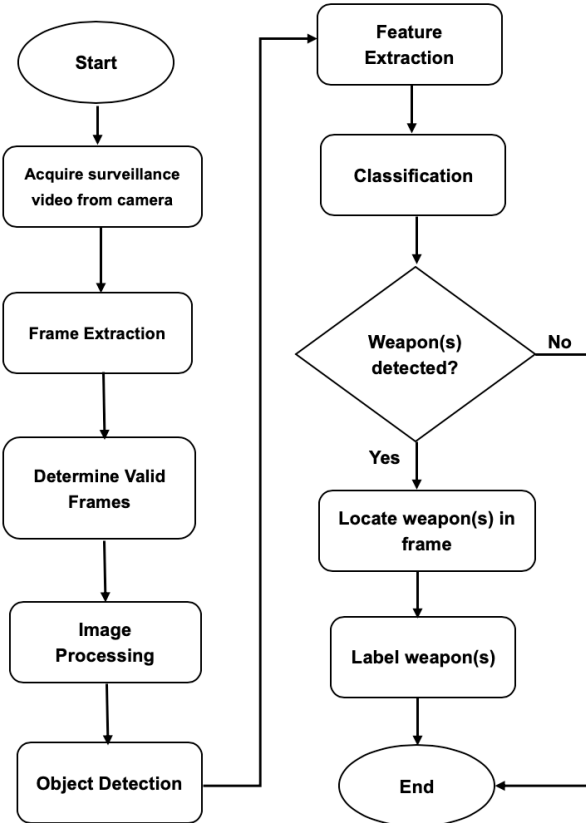 Start
Acquire surveillance
video from camera
Frame Extraction
Determine Valid
Frames
Image
Processing
Object Detection
Feature
Extraction
Classification
Weapon(s)
detected?
No
Yes
Locate weapon(s) in
frame
Label weapon(s)
End